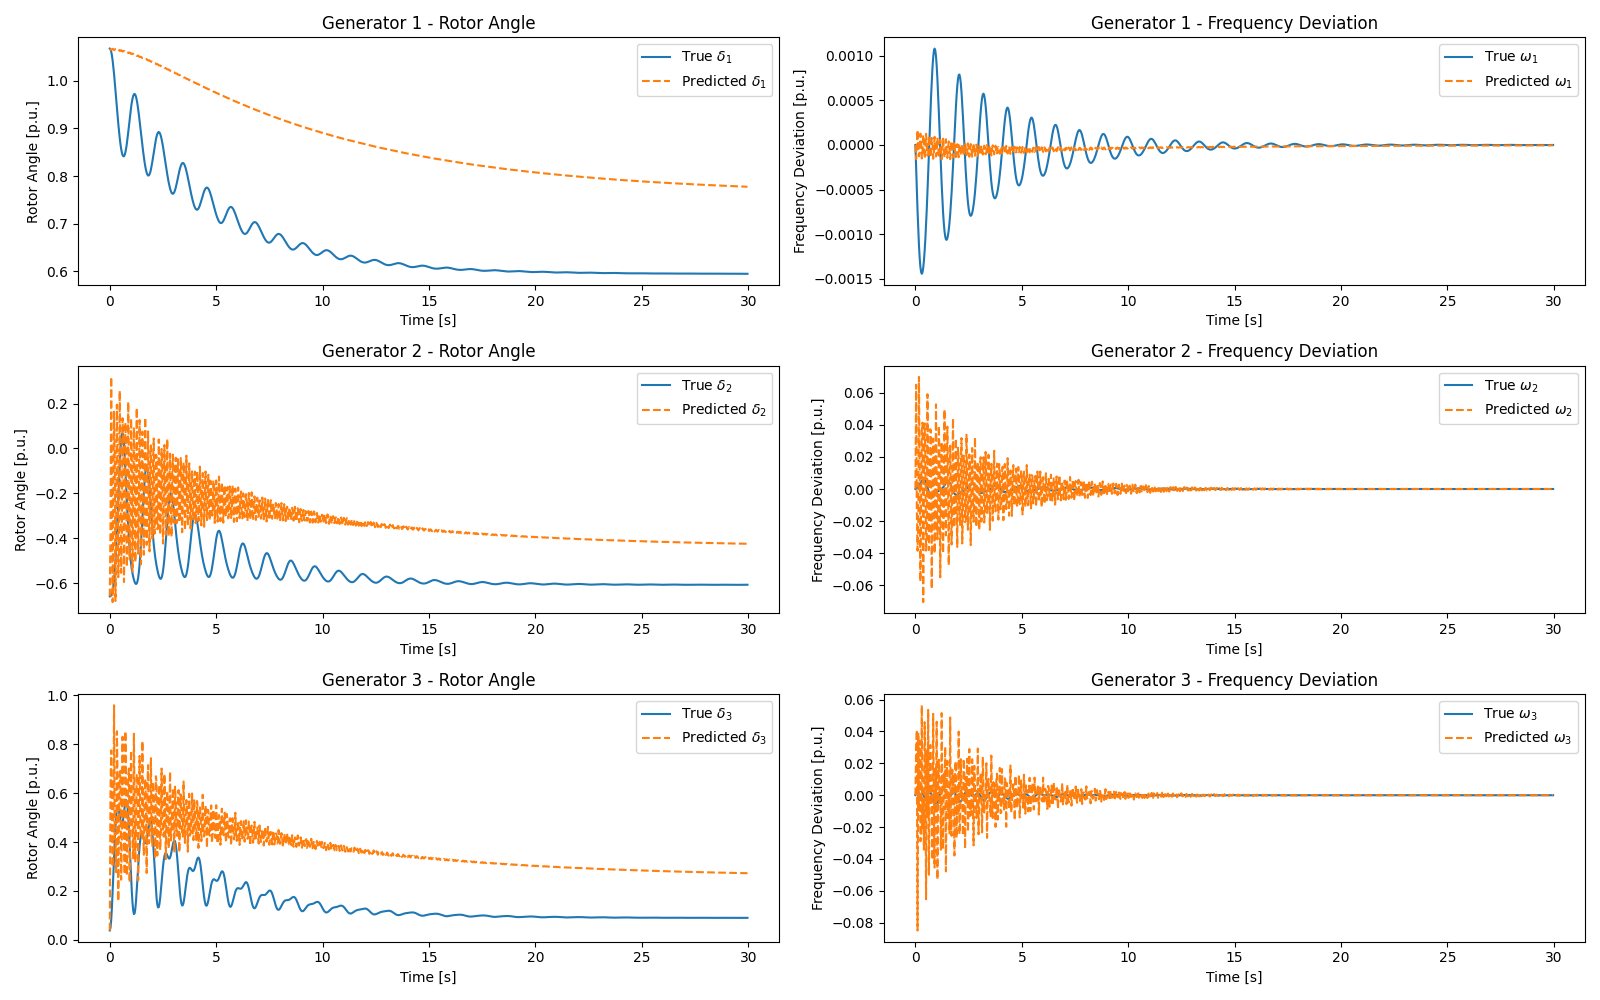 Generator 1 - Rotor Angle
Rotor Angle [p.u.]
1.0
0.9
0.8
0.7
0.6
True δ₁
Predicted δ₁
0 5 10 15 20 25 30
Time [s]
Generator 1 - Frequency Deviation
Frequency Deviation [p.u.]
0.0010
0.0005
0.0000
−0.0005
−0.0010
−0.0015
True ω₁
Predicted ω₁
0 5 10 15 20 25 30
Time [s]
Generator 2 - Rotor Angle
Rotor Angle [p.u.]
0.2
0.0
−0.2
−0.4
−0.6
True δ₂
Predicted δ₂
0 5 10 15 20 25 30
Time [s]
Generator 2 - Frequency Deviation
Frequency Deviation [p.u.]
0.06
0.04
0.02
0.00
−0.02
−0.04
−0.06
True ω₂
Predicted ω₂
0 5 10 15 20 25 30
Time [s]
Generator 3 - Rotor Angle
Rotor Angle [p.u.]
1.0
0.8
0.6
0.4
0.2
0.0
True δ₃
Predicted δ₃
0 5 10 15 20 25 30
Time [s]
Generator 3 - Frequency Deviation
Frequency Deviation [p.u.]
0.06
0.04
0.02
0.00
−0.02
−0.04
−0.06
−0.08
True ω₃
Predicted ω₃
0 5 10 15 20 25 30
Time [s]